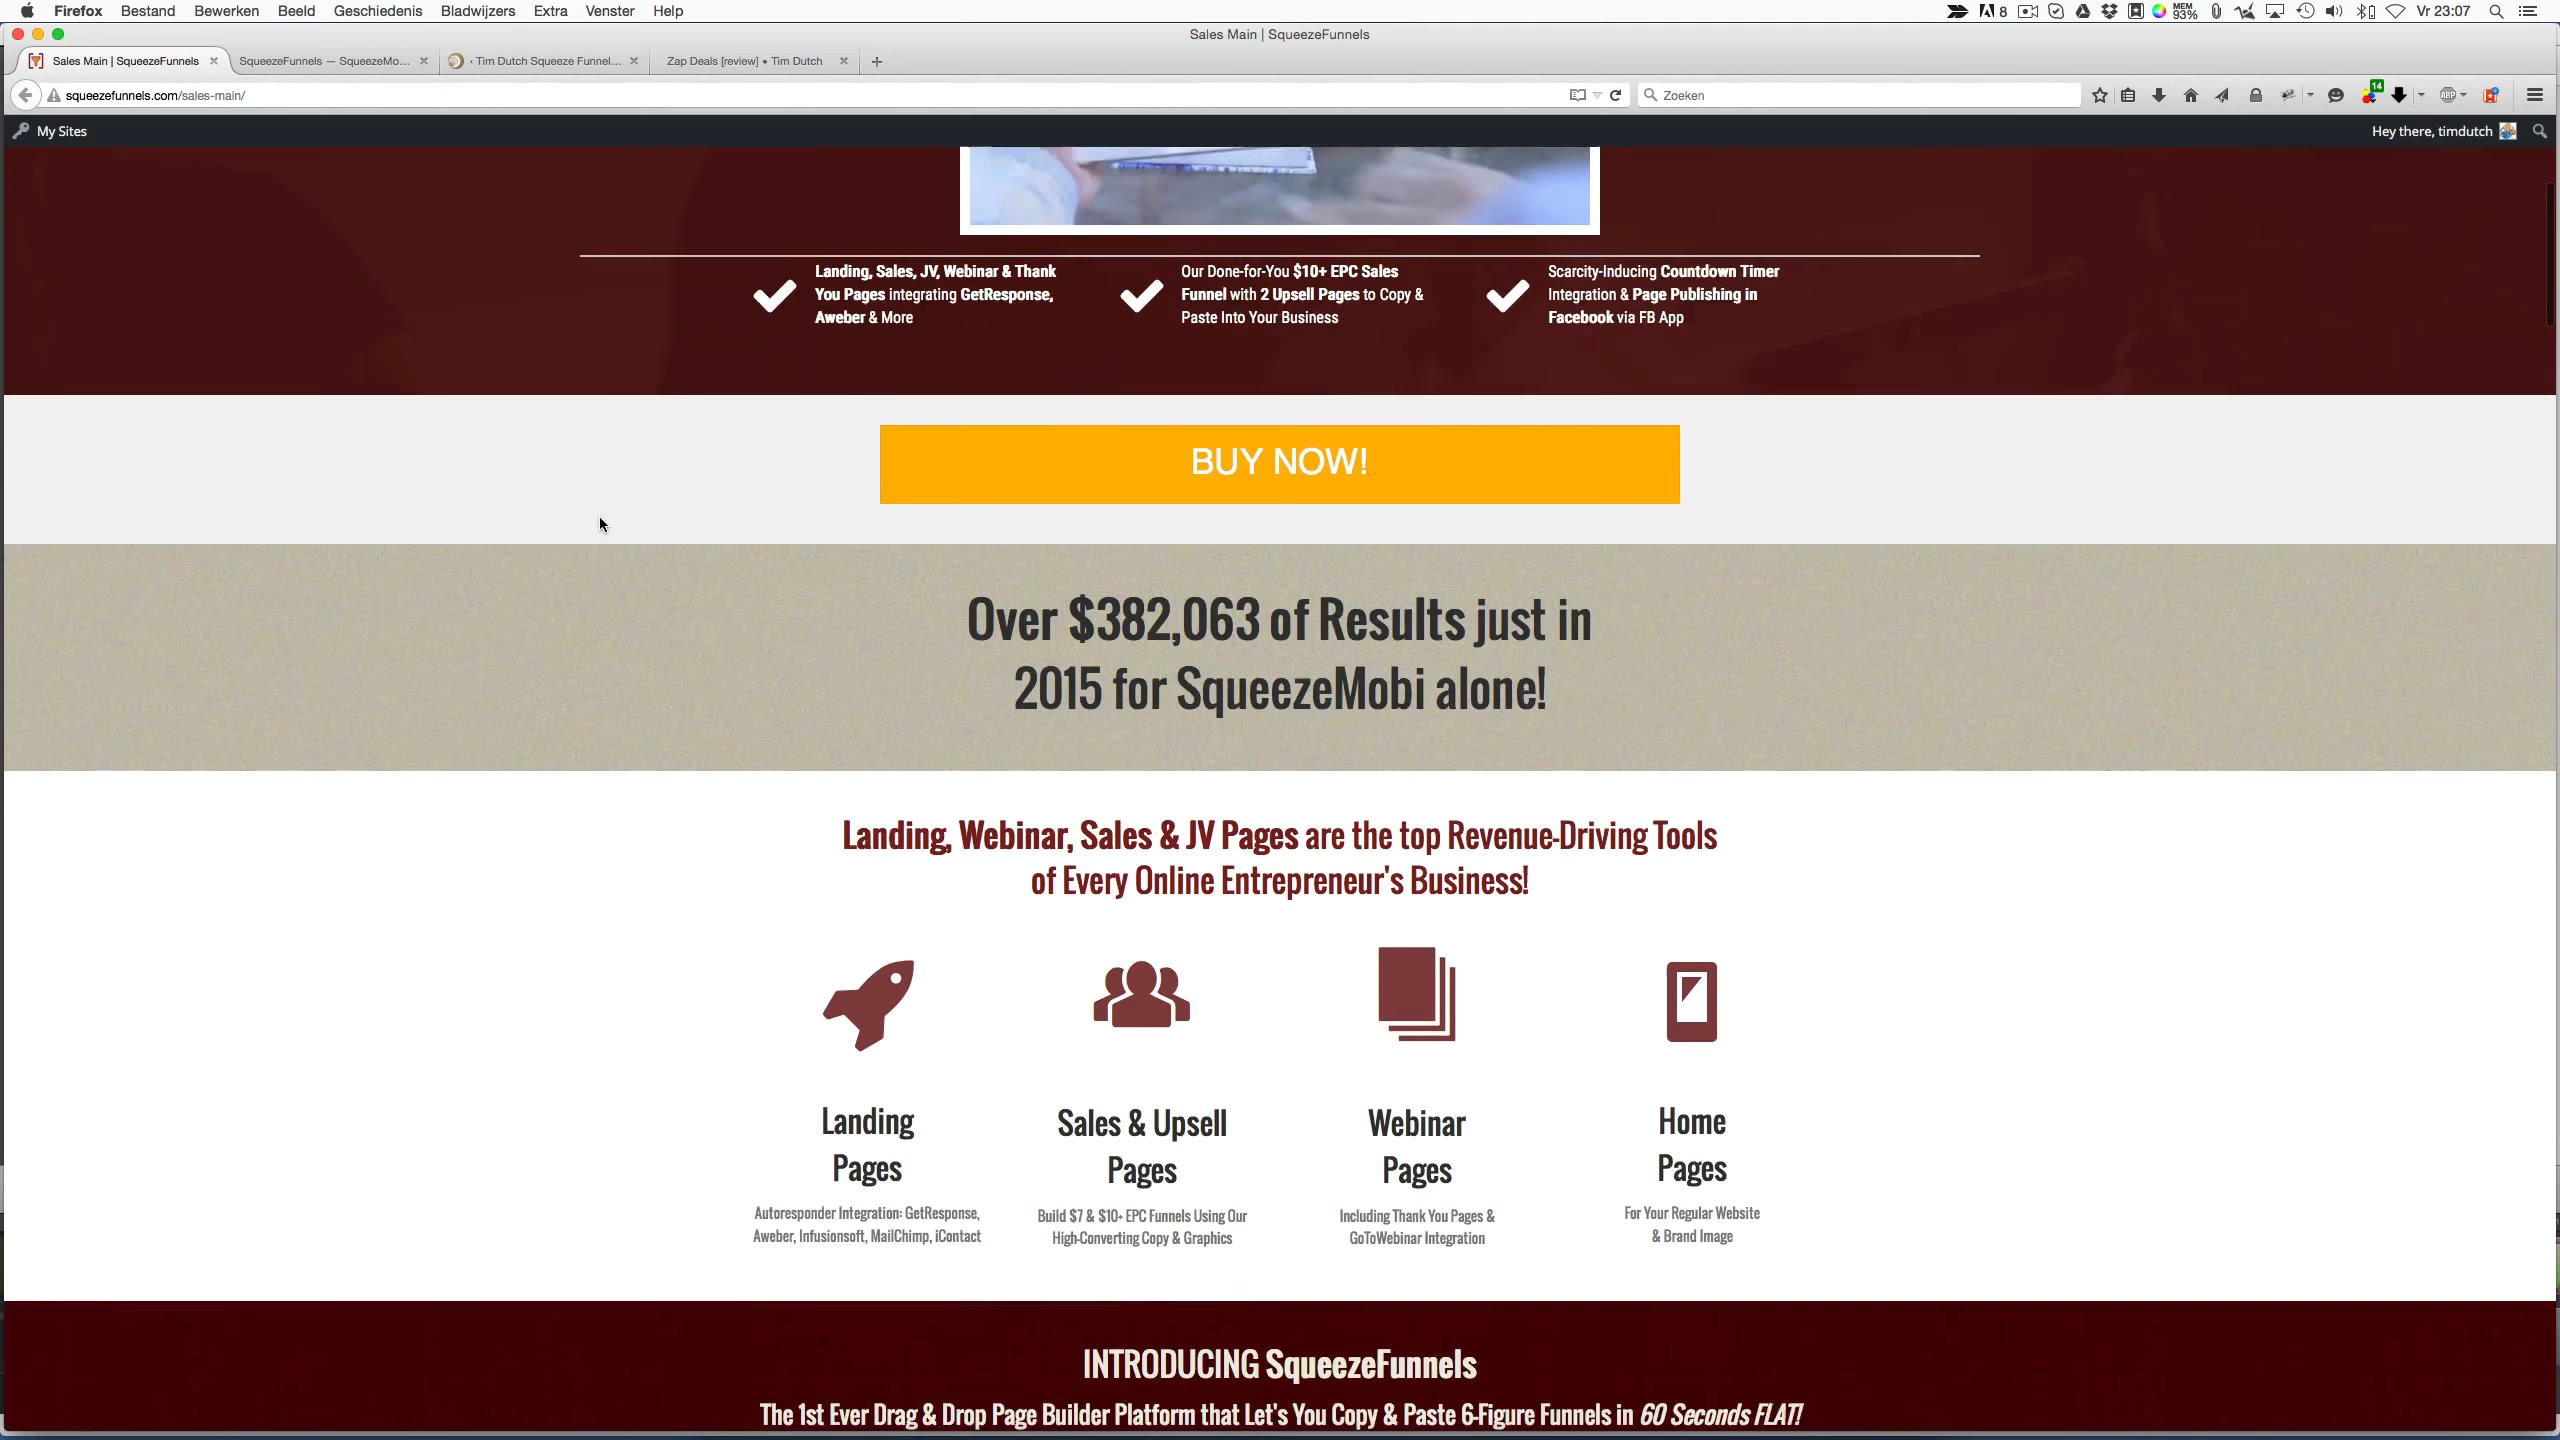 Firefox Bestand Bewerken Beeld Geschiedenis Bladwijzers Extra Venster Help
8 MEM 93% Vr 23:07
Sales Main | SqueezeFunnels
Sales Main | SqueezeFunnels SqueezeFunnels — SqueezeMo... ‹ Tim Dutch Squeeze Funnel... Zap Deals [review] • Tim Dutch
squeezefunnels.com/sales-main/ Zoeken 14 ABP
My Sites Hey there, timdutch
Landing, Sales, JV, Webinar & Thank
You Pages integrating GetResponse,
Aweber & More
Our Done-for-You $10+ EPC Sales
Funnel with 2 Upsell Pages to Copy &
Paste Into Your Business
Scarcity-Inducing Countdown Timer
Integration & Page Publishing in
Facebook via FB App
BUY NOW!
Over $382,063 of Results just in
2015 for SqueezeMobi alone!
Landing, Webinar, Sales & JV Pages are the top Revenue-Driving Tools
of Every Online Entrepreneur's Business!
Landing
Pages
Autoresponder Integration: GetResponse,
Aweber, Infusionsoft, MailChimp, iContact
Sales & Upsell
Pages
Build $7 & $10+ EPC Funnels Using Our
High-Converting Copy & Graphics
Webinar
Pages
Including Thank You Pages &
GoToWebinar Integration
Home
Pages
For Your Regular Website
& Brand Image
INTRODUCING SqueezeFunnels
The 1st Ever Drag & Drop Page Builder Platform that Let's You Copy & Paste 6-Figure Funnels in 60 Seconds FLAT!